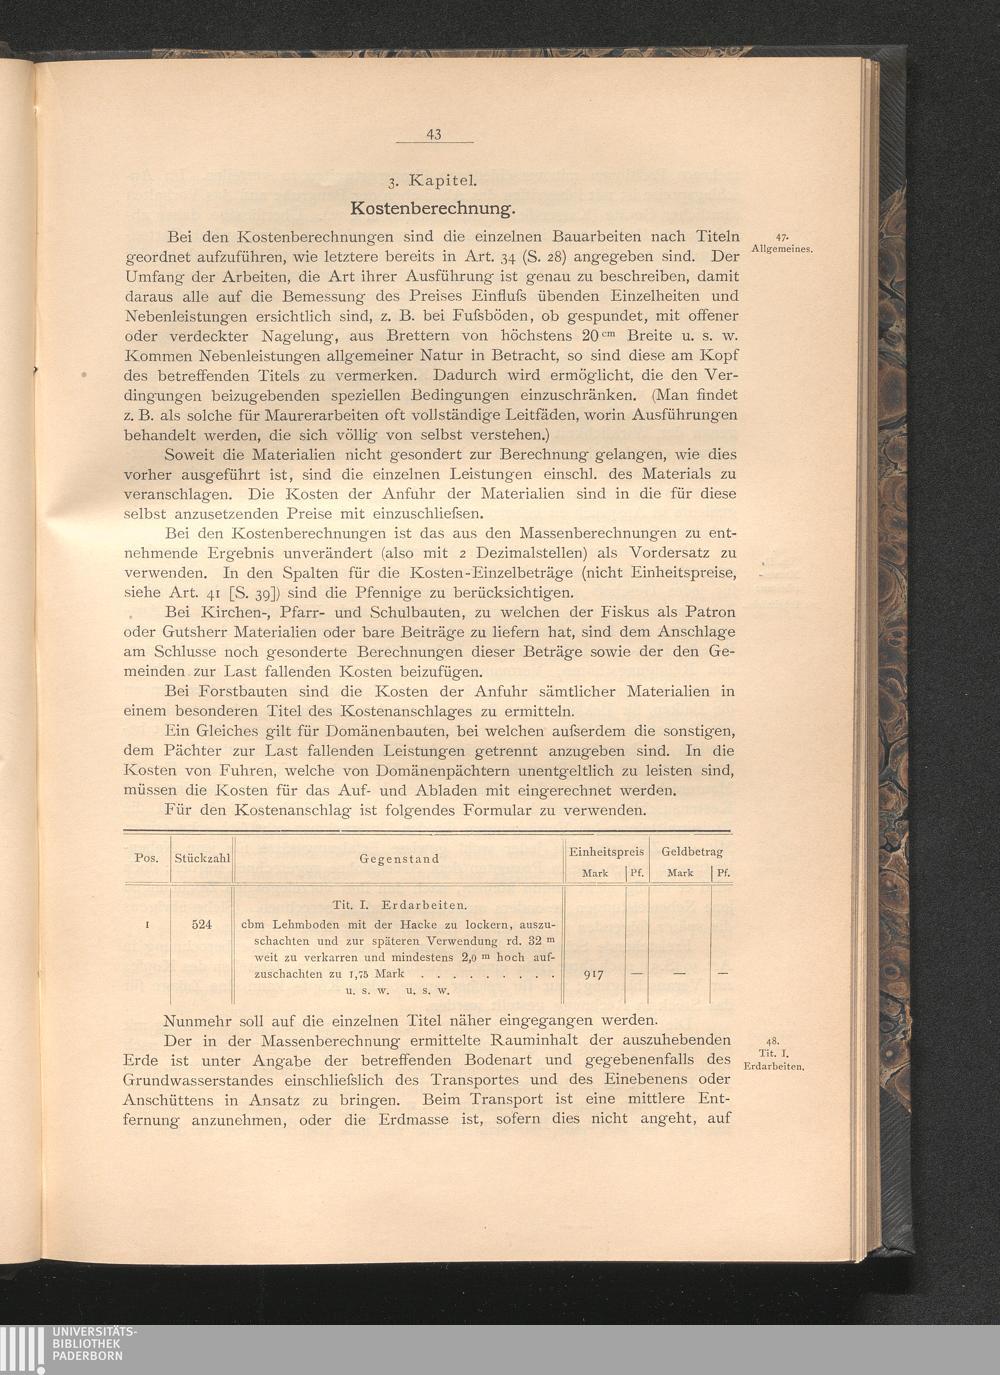 43
3. Kapitel.
Kostenberechnung.
Bei den Kostenberechnungen sind die einzelnen Bauarbeiten nach Titeln
47.
Allgemeines.
geordnet aufzuführen, wie letztere bereits in Art. 34 (S. 28) angegeben sind. Der
Umfang der Arbeiten, die Art ihrer Ausführung ist genau zu beschreiben, damit
daraus alle auf die Bemessung des Preises Einfluſs übenden Einzelheiten und
Nebenleistungen ersichtlich sind, z. B. bei Fuſsböden, ob gespundet, mit offener
oder verdeckter Nagelung, aus Brettern von höchstens 20 cm Breite u. s. w.
Kommen Nebenleistungen allgemeiner Natur in Betracht, so sind diese am Kopf
des betreffenden Titels zu vermerken. Dadurch wird ermöglicht, die den Ver-
dingungen beizugebenden speziellen Bedingungen einzuschränken. (Man findet
z. B. als solche für Maurerarbeiten oft vollständige Leitfäden, worin Ausführungen
behandelt werden, die sich völlig von selbst verstehen.)
Soweit die Materialien nicht gesondert zur Berechnung gelangen, wie dies
vorher ausgeführt ist, sind die einzelnen Leistungen einschl. des Materials zu
veranschlagen. Die Kosten der Anfuhr der Materialien sind in die für diese
selbst anzusetzenden Preise mit einzuschlieſsen.
Bei den Kostenberechnungen ist das aus den Massenberechnungen zu ent-
nehmende Ergebnis unverändert (also mit 2 Dezimalstellen) als Vordersatz zu
verwenden. In den Spalten für die Kosten-Einzelbeträge (nicht Einheitspreise,
siehe Art. 41 [S. 39]) sind die Pfennige zu berücksichtigen.
Bei Kirchen-, Pfarr- und Schulbauten, zu welchen der Fiskus als Patron
oder Gutsherr Materialien oder bare Beiträge zu liefern hat, sind dem Anschlage
am Schlusse noch gesonderte Berechnungen dieser Beträge sowie der den Ge-
meinden zur Last fallenden Kosten beizufügen.
Bei Forstbauten sind die Kosten der Anfuhr sämtlicher Materialien in
einem besonderen Titel des Kostenanschlages zu ermitteln.
Ein Gleiches gilt für Domänenbauten, bei welchen auſserdem die sonstigen,
dem Pächter zur Last fallenden Leistungen getrennt anzugeben sind. In die
Kosten von Fuhren, welche von Domänenpächtern unentgeltlich zu leisten sind,
müssen die Kosten für das Auf- und Abladen mit eingerechnet werden.
Für den Kostenanschlag ist folgendes Formular zu verwenden.
Pos. Stückzahl Gegenstand Einheitspreis Geldbetrag
Mark Pf. Mark Pf.
Tit. I. Erdarbeiten.
1 524 cbm Lehmboden mit der Hacke zu lockern, auszu-
schachten und zur späteren Verwendung rd. 32 m
weit zu verkarren und mindestens 2,0 m hoch auf-
zuschachten zu 1,75 Mark . . . . . . . . . 917 — — —
u. s. w. u. s. w.
Nunmehr soll auf die einzelnen Titel näher eingegangen werden.
Der in der Massenberechnung ermittelte Rauminhalt der auszuhebenden
48.
Tit. I.
Erdarbeiten.
Erde ist unter Angabe der betreffenden Bodenart und gegebenenfalls des
Grundwasserstandes einschlieſslich des Transportes und des Einebenens oder
Anschüttens in Ansatz zu bringen. Beim Transport ist eine mittlere Ent-
fernung anzunehmen, oder die Erdmasse ist, sofern dies nicht angeht, auf
UNIVERSITÄTS-
BIBLIOTHEK
PADERBORN